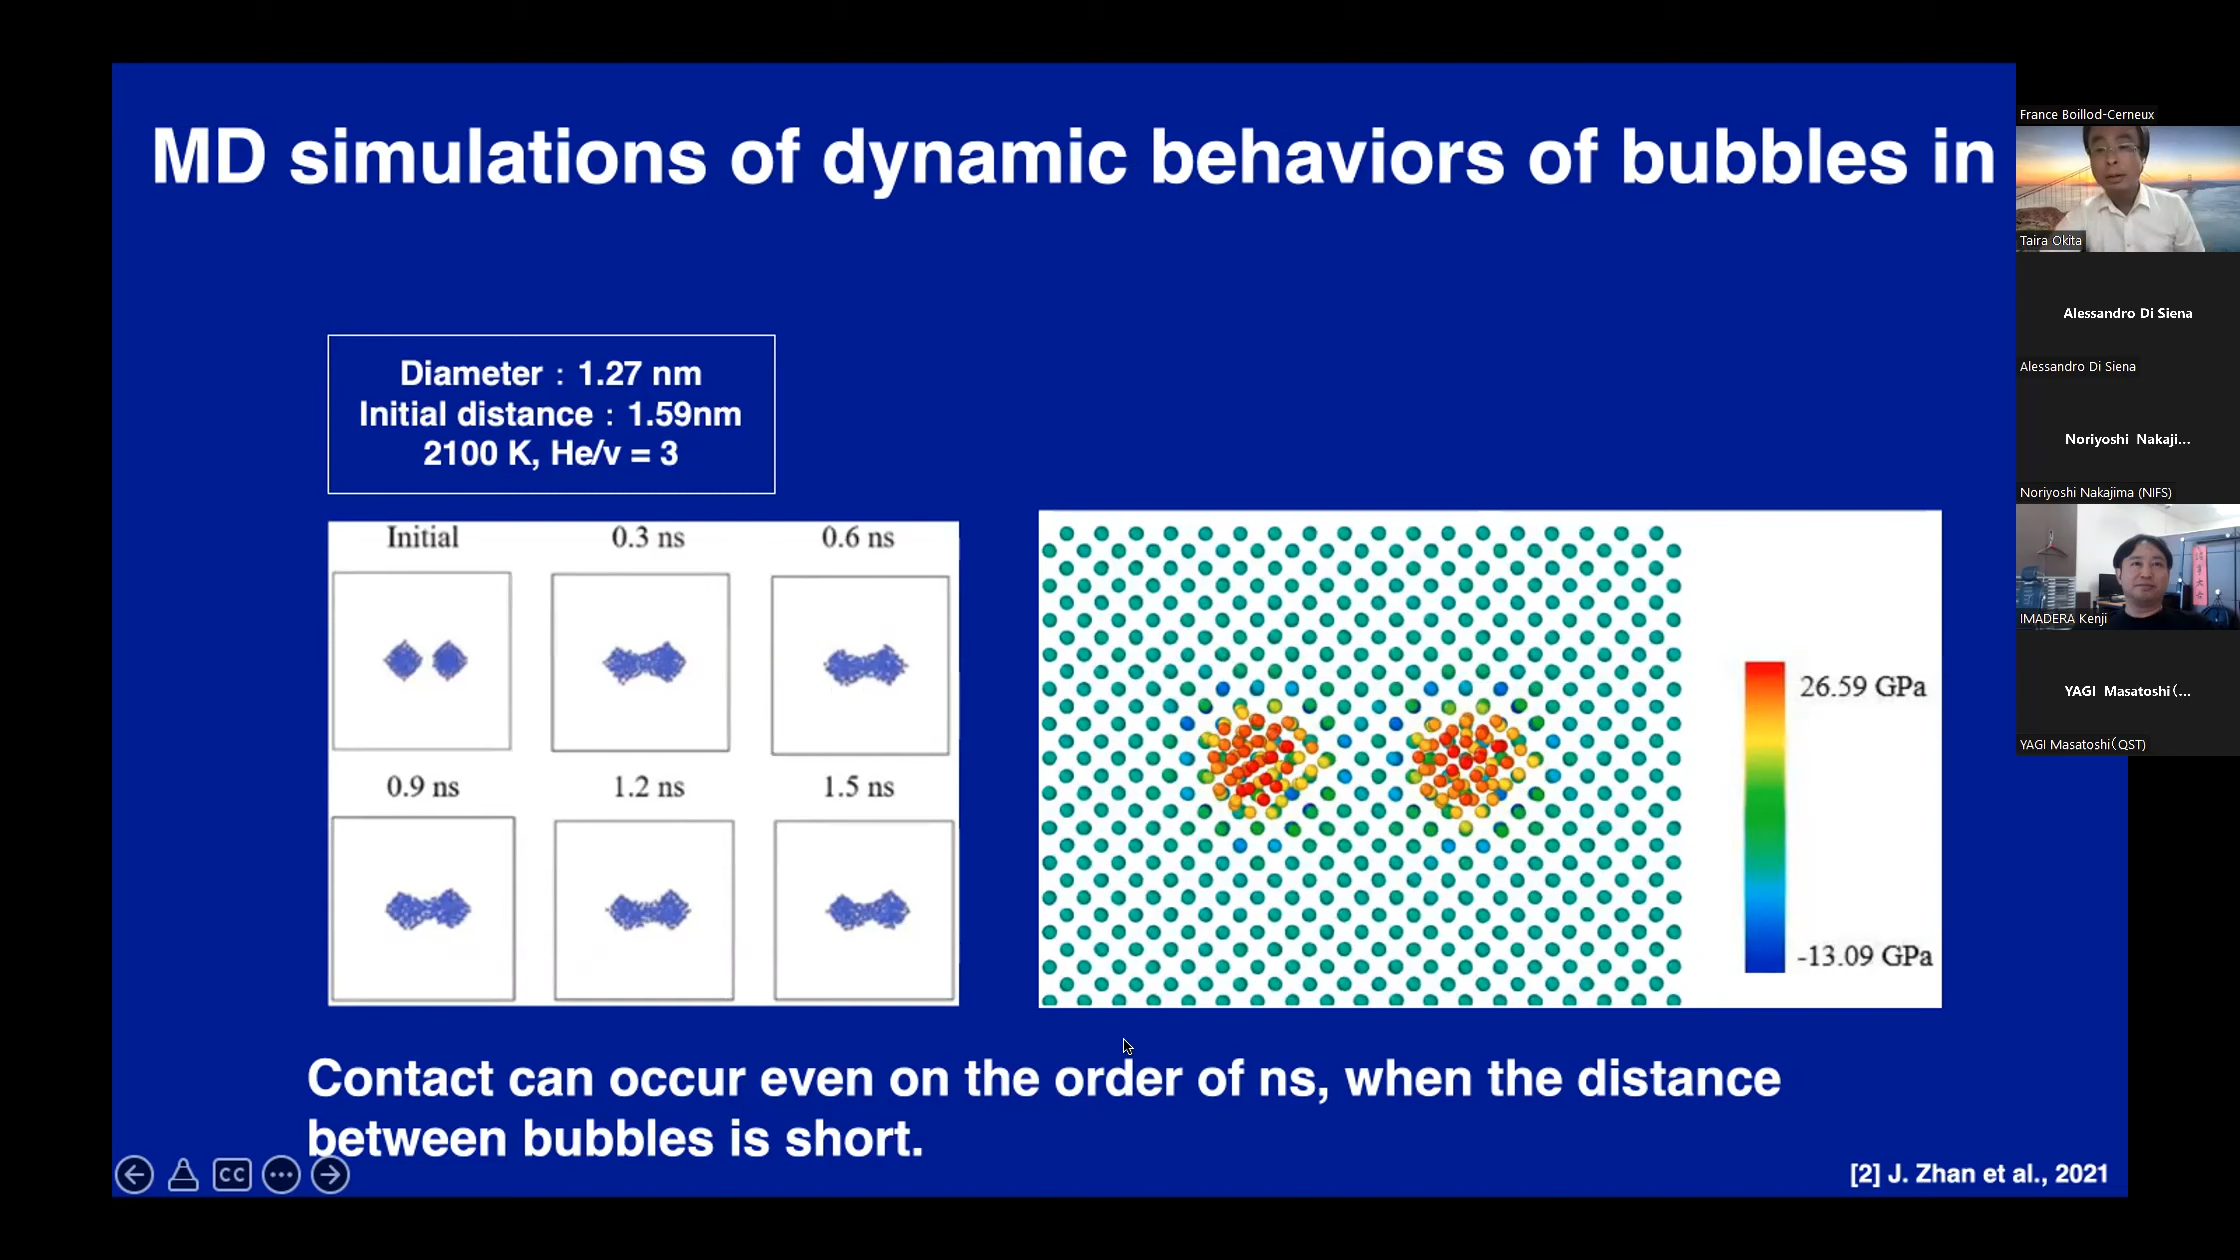 MD simulations of dynamic behaviors of bubbles in
Diameter : 1.27 nm
Initial distance : 1.59nm
2100 K, He/v = 3
Initial
0.3 ns
0.6 ns
0.9 ns
1.2 ns
1.5 ns
26.59 GPa
-13.09 GPa
Contact can occur even on the order of ns, when the distance
between bubbles is short.
[2] J. Zhan et al., 2021
CC
France Boillod-Cerneux
Taira Okita
Alessandro Di Siena
Alessandro Di Siena
Noriyoshi Nakaji...
Noriyoshi Nakajima (NIFS)
IMADERA Kenji
YAGI Masatoshi(...
YAGI Masatoshi(QST)